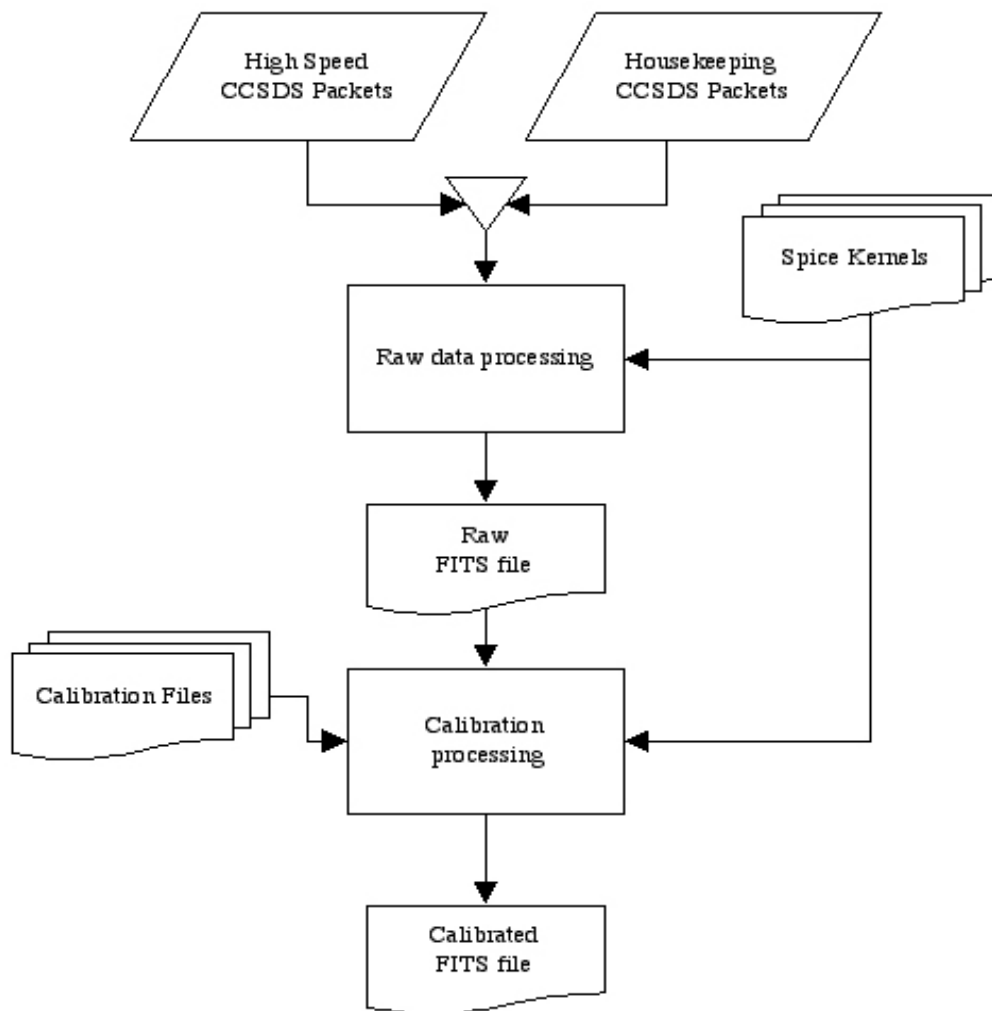 High Speed
CCSDS Packets
Housekeeping
CCSDS Packets
Spice Kernels
Raw data processing
Raw
FITS file
Calibration Files
Calibration
processing
Calibrated
FITS file